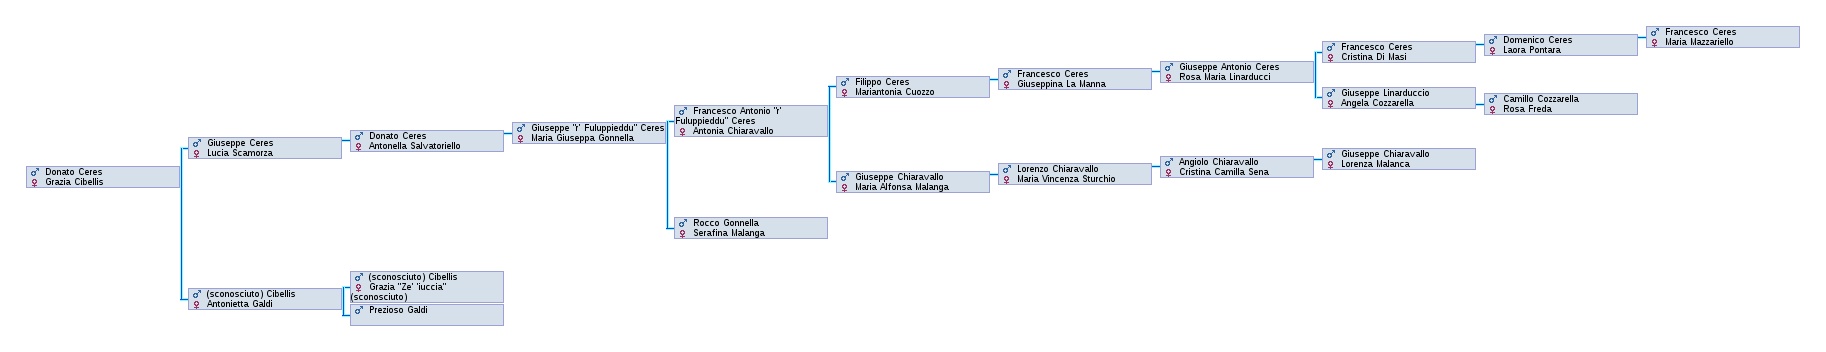 Donato Ceres
Grazia Cibellis
Giuseppe Ceres
Lucia Scamorza
(sconosciuto) Cibellis
Antonietta Galdi
Donato Ceres
Antonella Salvatoriello
(sconosciuto) Cibellis
Grazia "Ze' 'iuccia"
(sconosciuto)
Prezioso Galdi
Giuseppe "r' Fuluppieddu" Ceres
Maria Giuseppa Gonnella
Francesco Antonio "r'
Fuluppieddu" Ceres
Antonia Chiaravallo
Rocco Gonnella
Serafina Malanga
Filippo Ceres
Mariantonia Cuozzo
Giuseppe Chiaravallo
Maria Alfonsa Malanga
Francesco Ceres
Giuseppina La Manna
Lorenzo Chiaravallo
Maria Vincenza Sturchio
Giuseppe Antonio Ceres
Rosa Maria Linarducci
Angiolo Chiaravallo
Cristina Camilla Sena
Francesco Ceres
Cristina Di Masi
Giuseppe Linarduccio
Angela Cozzarella
Giuseppe Chiaravallo
Lorenza Malanca
Domenico Ceres
Laora Pontara
Camillo Cozzarella
Rosa Freda
Francesco Ceres
Maria Mazzariello